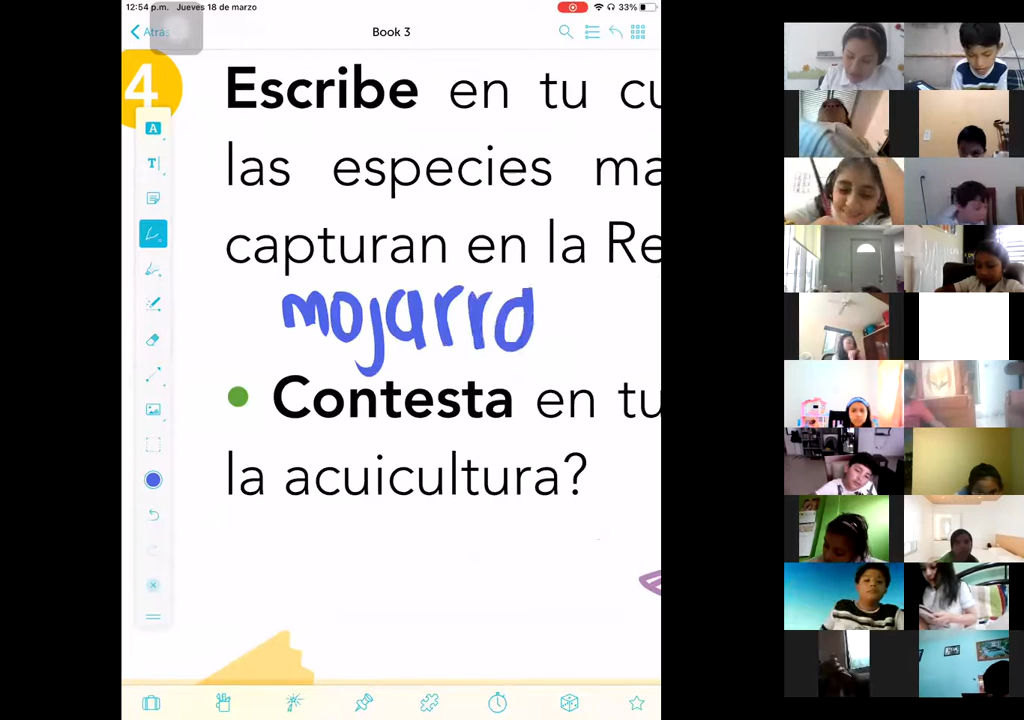 12:54 p.m. Jueves 18 de marzo
33%
Atrás
Book 3
4
Escribe en tu cu
las especies ma
capturan en la Re
mojarra
• Contesta en tu
la acuicultura?